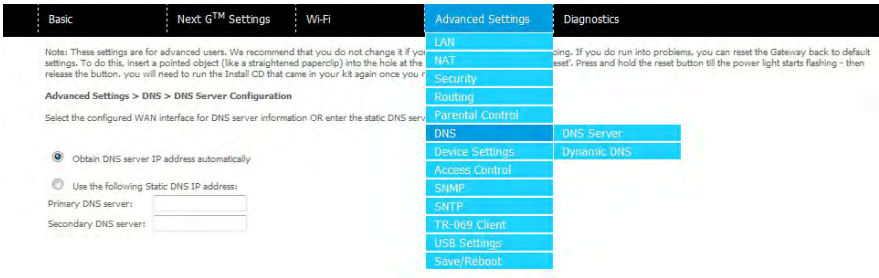 Basic
Next G™ Settings
Wi-Fi
Advanced Settings
Diagnostics
LAN
NAT
Security
Routing
Parental Control
DNS
Device Settings
Access Control
SNMP
SNTP
TR-069 Client
USB Settings
Save/Reboot
DNS Server
Dynamic DNS
Note: These settings are for advanced users. We recommend that you do not change it if you oing. If you do run into problems, you can reset the Gateway back to default
settings. To do this, insert a pointed object (like a straightened paperclip) into the hole at the eset'. Press and hold the reset button till the power light starts flashing - then
release the button. you will need to run the Install CD that came in your kit again once you
Advanced Settings > DNS > DNS Server Configuration
Select the configured WAN interface for DNS server information OR enter the static DNS serv
Obtain DNS server IP address automatically
Use the following Static DNS IP address:
Primary DNS server:
Secondary DNS server: